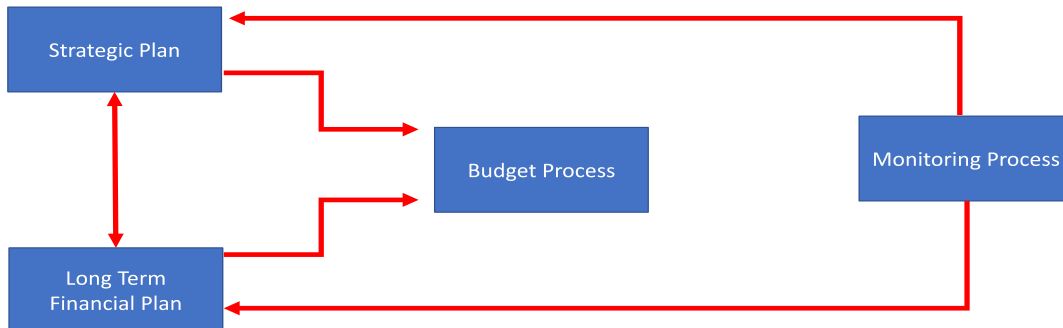 Strategic Plan
Budget Process
Monitoring Process
Long Term
Financial Plan